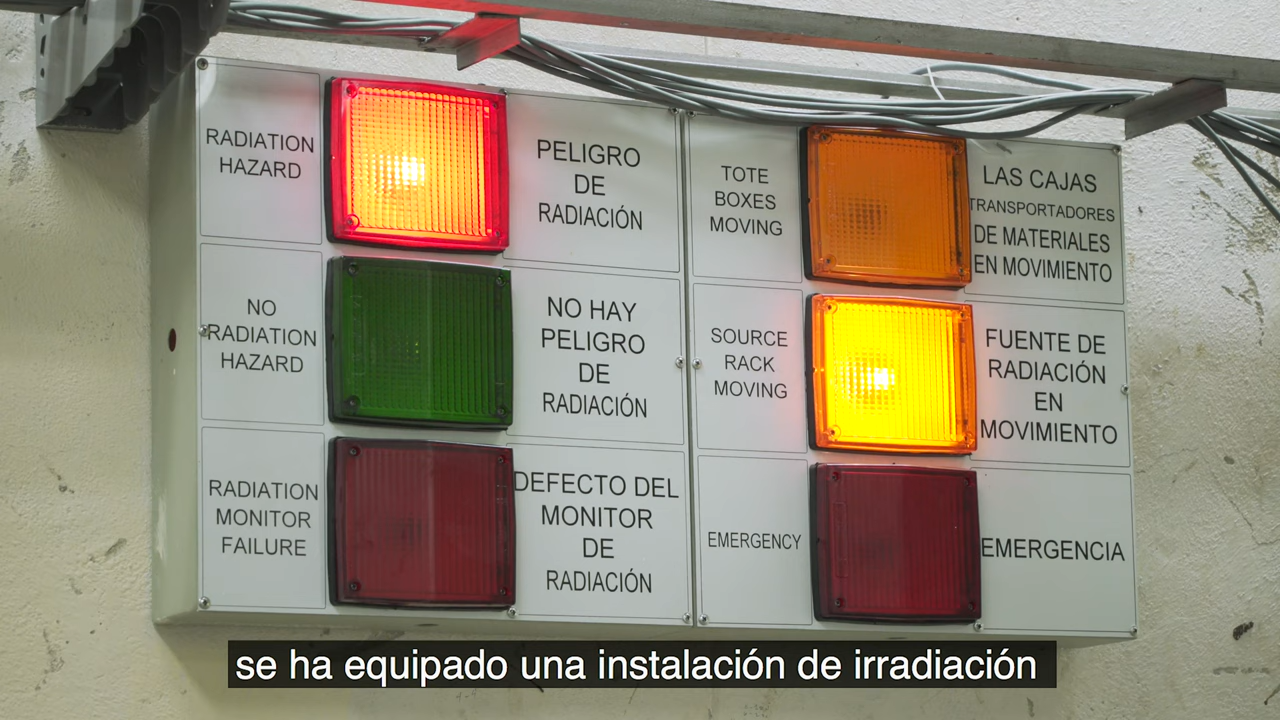 RADIATION
HAZARD
PELIGRO
DE
RADIACIÓN
TOTE
BOXES
MOVING
LAS CAJAS
TRANSPORTADORES
DE MATERIALES
EN MOVIMIENTO
NO
RADIATION
HAZARD
NO HAY
PELIGRO
DE
RADIACIÓN
SOURCE
RACK
MOVING
FUENTE DE
RADIACIÓN
EN
MOVIMIENTO
RADIATION
MONITOR
FAILURE
DEFECTO DEL
MONITOR
DE
RADIACIÓN
EMERGENCY
EMERGENCIA
se ha equipado una instalación de irradiación